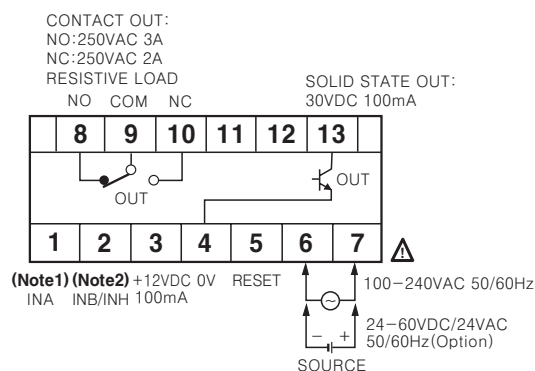 CONTACT OUT:
NO:250VAC 3A
NC:250VAC 2A
RESISTIVE LOAD
NO COM NC
SOLID STATE OUT:
30VDC 100mA
8 9 10 11 12 13
OUT
OUT
1 2 3 4 5 6 7
(Note1) (Note2) +12VDC 0V RESET
INA INB/INH 100mA
100-240VAC 50/60Hz
- +
24-60VDC/24VAC
50/60Hz(Option)
SOURCE